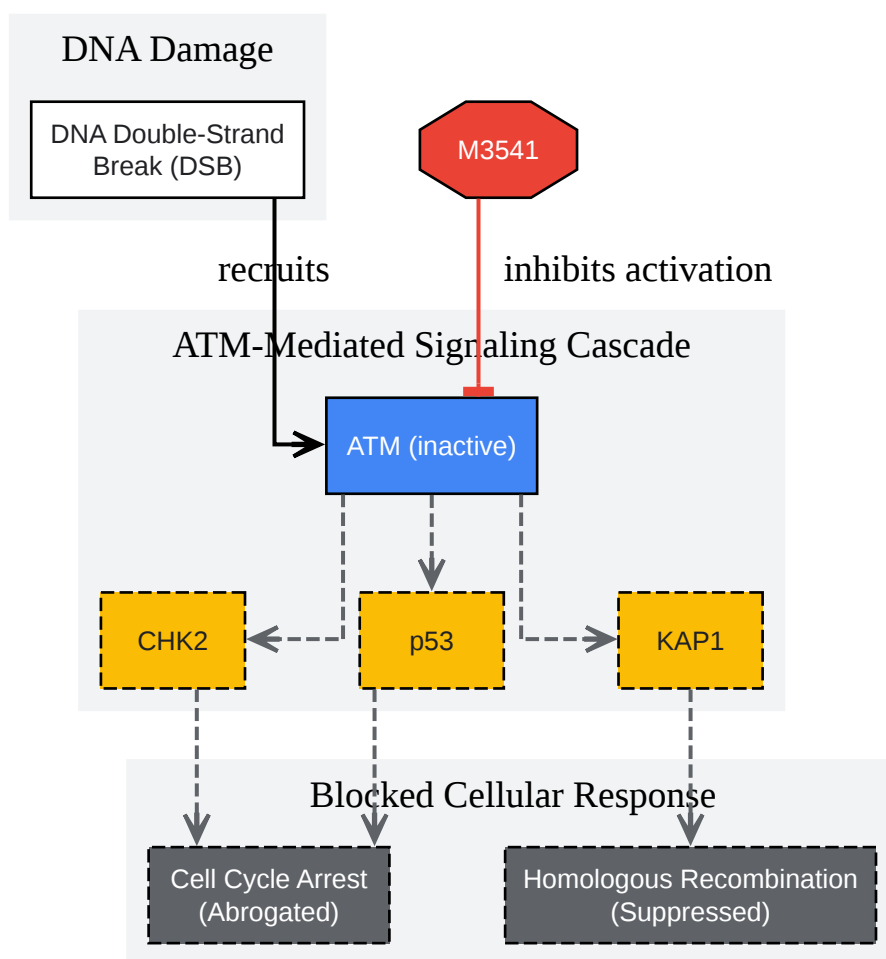 DNA Damage
DNA Double-Strand
Break (DSB)
M3541
recruits
inhibits activation
ATM-Mediated Signaling Cascade
ATM (inactive)
CHK2
p53
KAP1
Blocked Cellular Response
Cell Cycle Arrest
(Abrogated)
Homologous Recombination
(Suppressed)